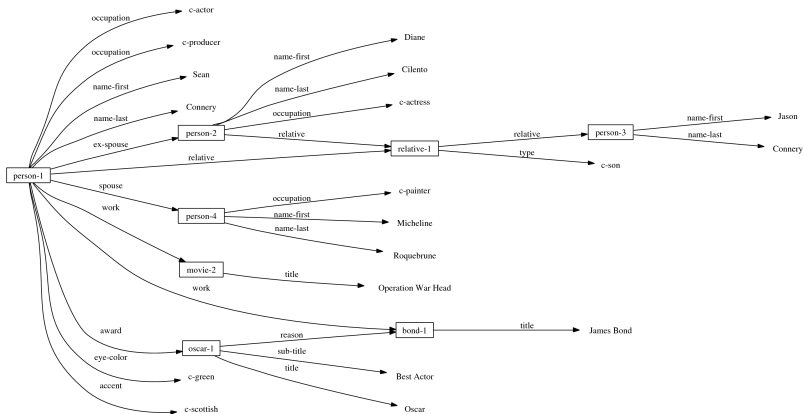 occupation
c-actor
occupation
c-producer
name-first
Sean
name-last
Connery
ex-spouse
person-2
name-first
Diane
name-last
Cilento
occupation
c-actress
relative
relative
relative-1
relative
person-3
name-first
Jason
name-last
Connery
type
c-son
person-1
spouse
person-4
occupation
c-painter
name-first
Micheline
name-last
Roquebrune
work
movie-2
title
Operation War Head
work
bond-1
title
James Bond
award
oscar-1
reason
sub-title
Best Actor
title
Oscar
eye-color
c-green
accent
c-scottish